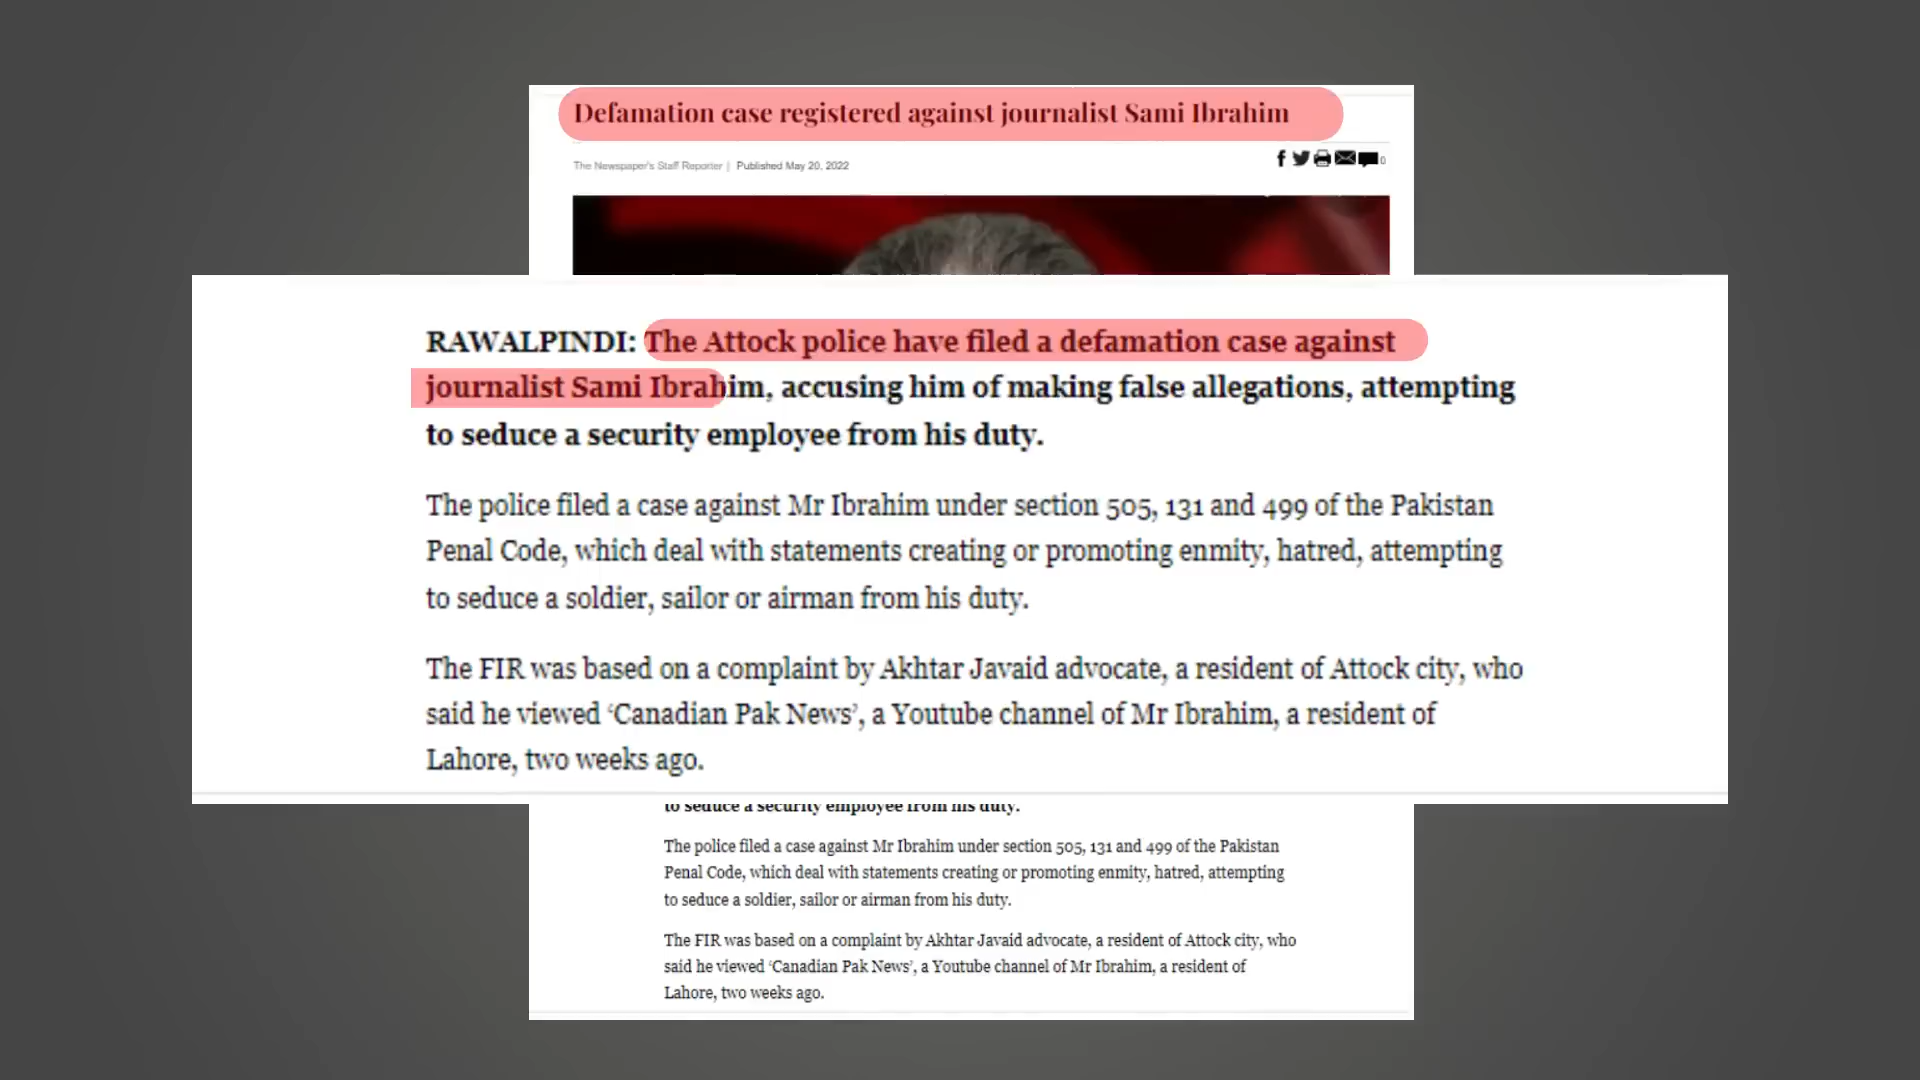 Defamation case registered against journalist Sami Ibrahim
The Newspaper's Staff Reporter | Published May 20, 2022
0
RAWALPINDI: The Attock police have filed a defamation case against
journalist Sami Ibrahim, accusing him of making false allegations, attempting
to seduce a security employee from his duty.
The police filed a case against Mr Ibrahim under section 505, 131 and 499 of the Pakistan
Penal Code, which deal with statements creating or promoting enmity, hatred, attempting
to seduce a soldier, sailor or airman from his duty.
The FIR was based on a complaint by Akhtar Javaid advocate, a resident of Attock city, who
said he viewed ‘Canadian Pak News’, a Youtube channel of Mr Ibrahim, a resident of
Lahore, two weeks ago.
to seduce a security employee from his duty.
The police filed a case against Mr Ibrahim under section 505, 131 and 499 of the Pakistan
Penal Code, which deal with statements creating or promoting enmity, hatred, attempting
to seduce a soldier, sailor or airman from his duty.
The FIR was based on a complaint by Akhtar Javaid advocate, a resident of Attock city, who
said he viewed ‘Canadian Pak News’, a Youtube channel of Mr Ibrahim, a resident of
Lahore, two weeks ago.